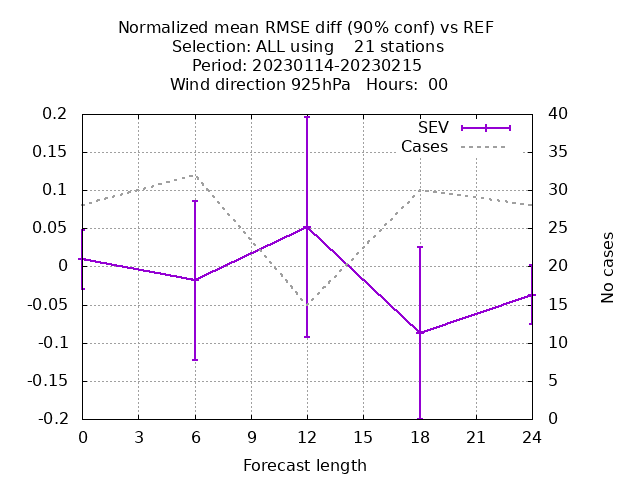 Normalized mean RMSE diff (90% conf) vs REF
Selection: ALL using    21 stations
Period: 20230114-20230215
Wind direction 925hPa   Hours:  00
0.2
0.15
0.1
0.05
0
-0.05
-0.1
-0.15
-0.2
SEV
Cases
40
35
30
25
20
15
10
5
0
No cases
0 3 6 9 12 15 18 21 24
Forecast length